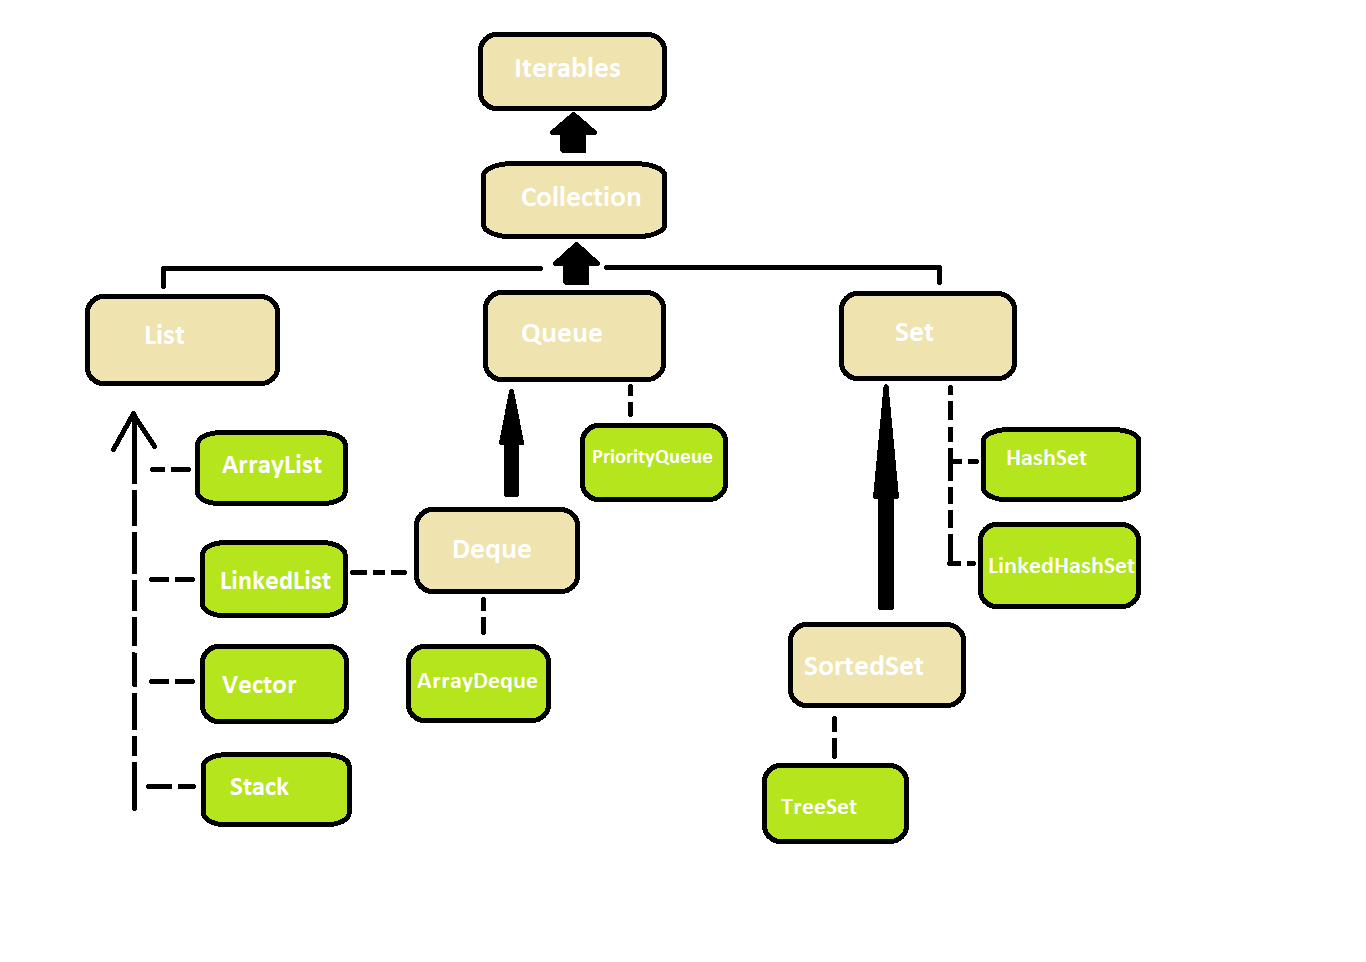 Iterables
Collection
List
Queue
Set
ArrayList
PriorityQueue
HashSet
LinkedList
Deque
LinkedHashSet
Vector
ArrayDeque
SortedSet
Stack
TreeSet